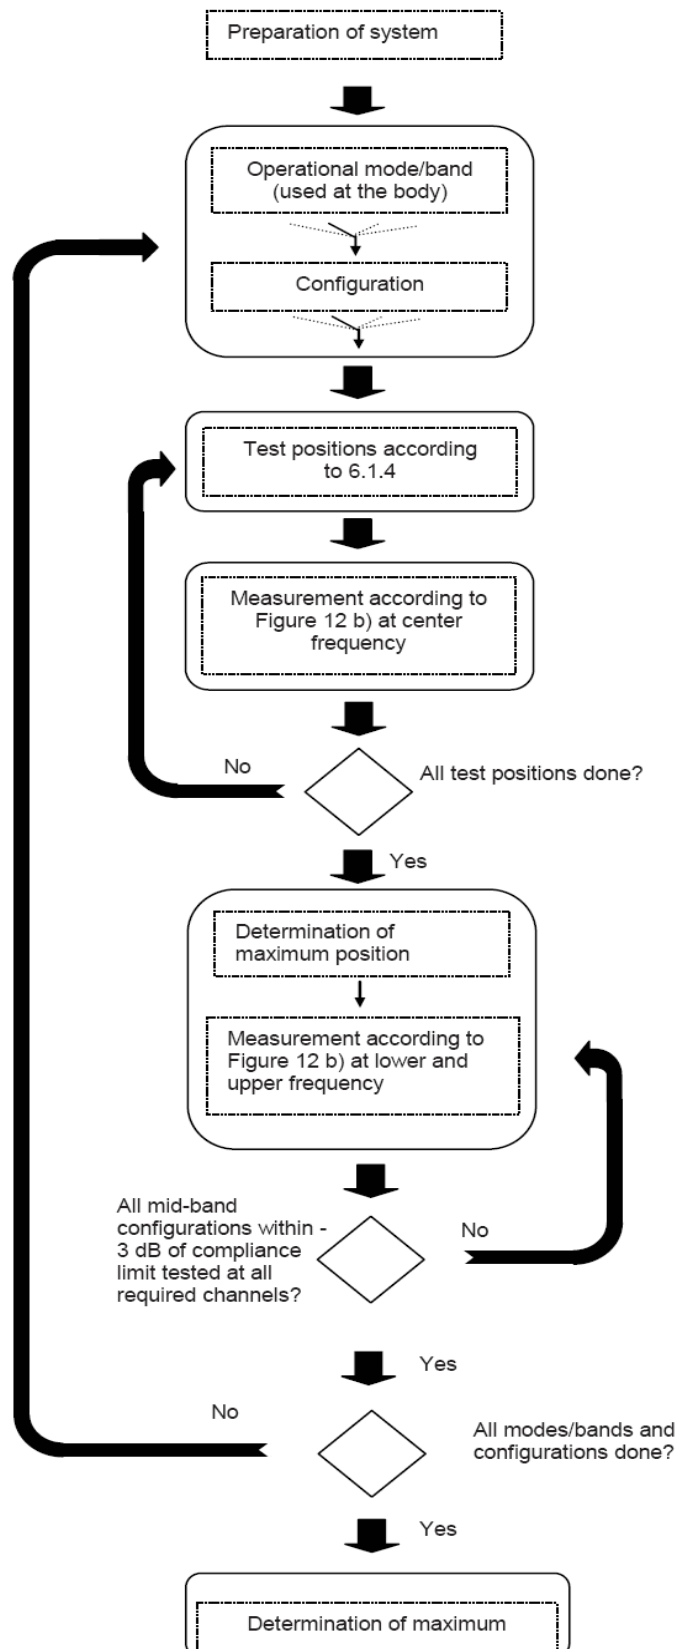 Preparation of system
Operational mode/band
(used at the body)
Configuration
Test positions according
to 6.1.4
Measurement according to
Figure 12 b) at center
frequency
No
All test positions done?
Yes
Determination of
maximum position
Measurement according to
Figure 12 b) at lower and
upper frequency
All mid-band
configurations within -
3 dB of compliance
limit tested at all
required channels?
No
Yes
No
All modes/bands and
configurations done?
Yes
Determination of maximum